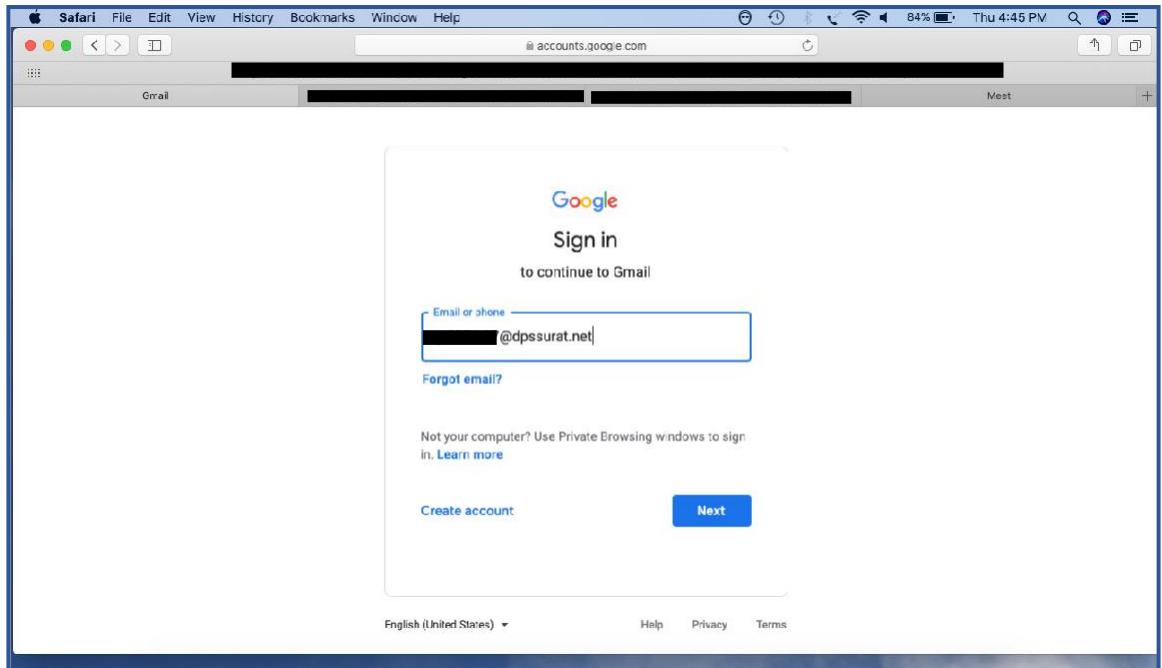 Safari File Edit View History Bookmarks Window Help 84% Thu 4:45 PM
accounts.google.com
Gmail Meet
Google
Sign in
to continue to Gmail
Email or phone
@dpssurat.net
Forgot email?
Not your computer? Use Private Browsing windows to sign
in. Learn more
Create account Next
English (United States) Help Privacy Terms